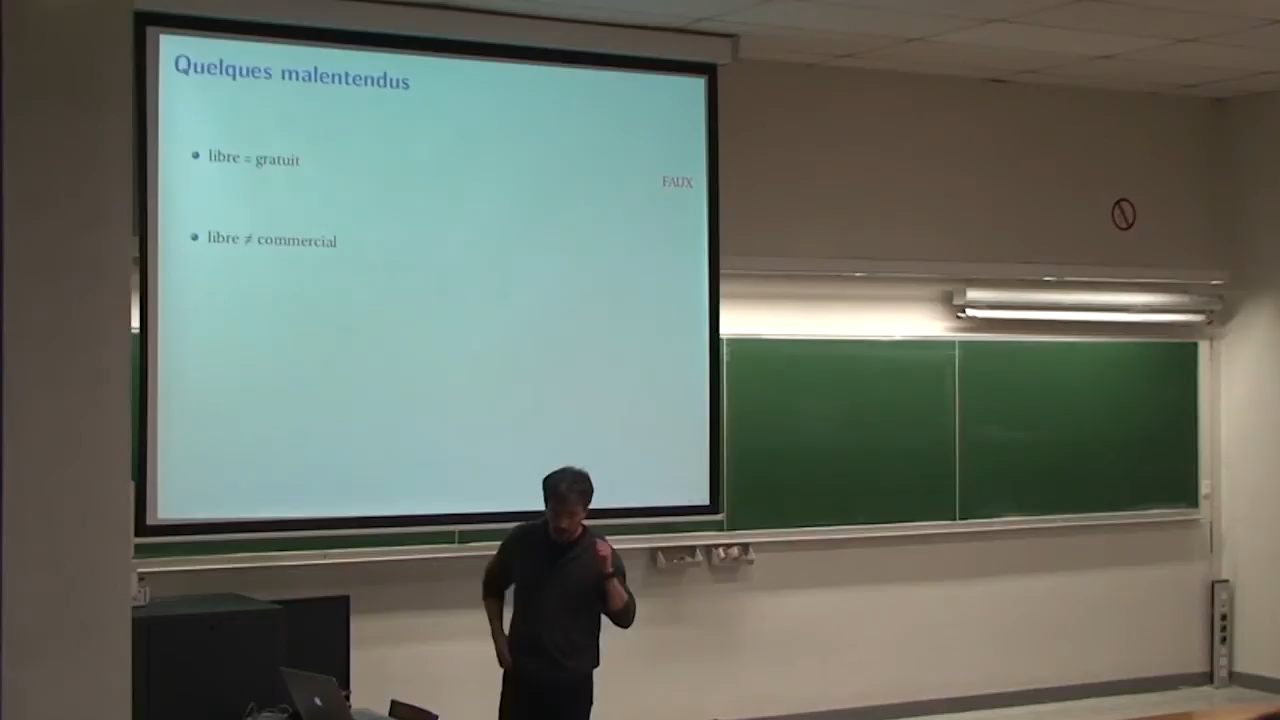 Quelques malentendus
libre = gratuit
FAUX
libre ≠ commercial